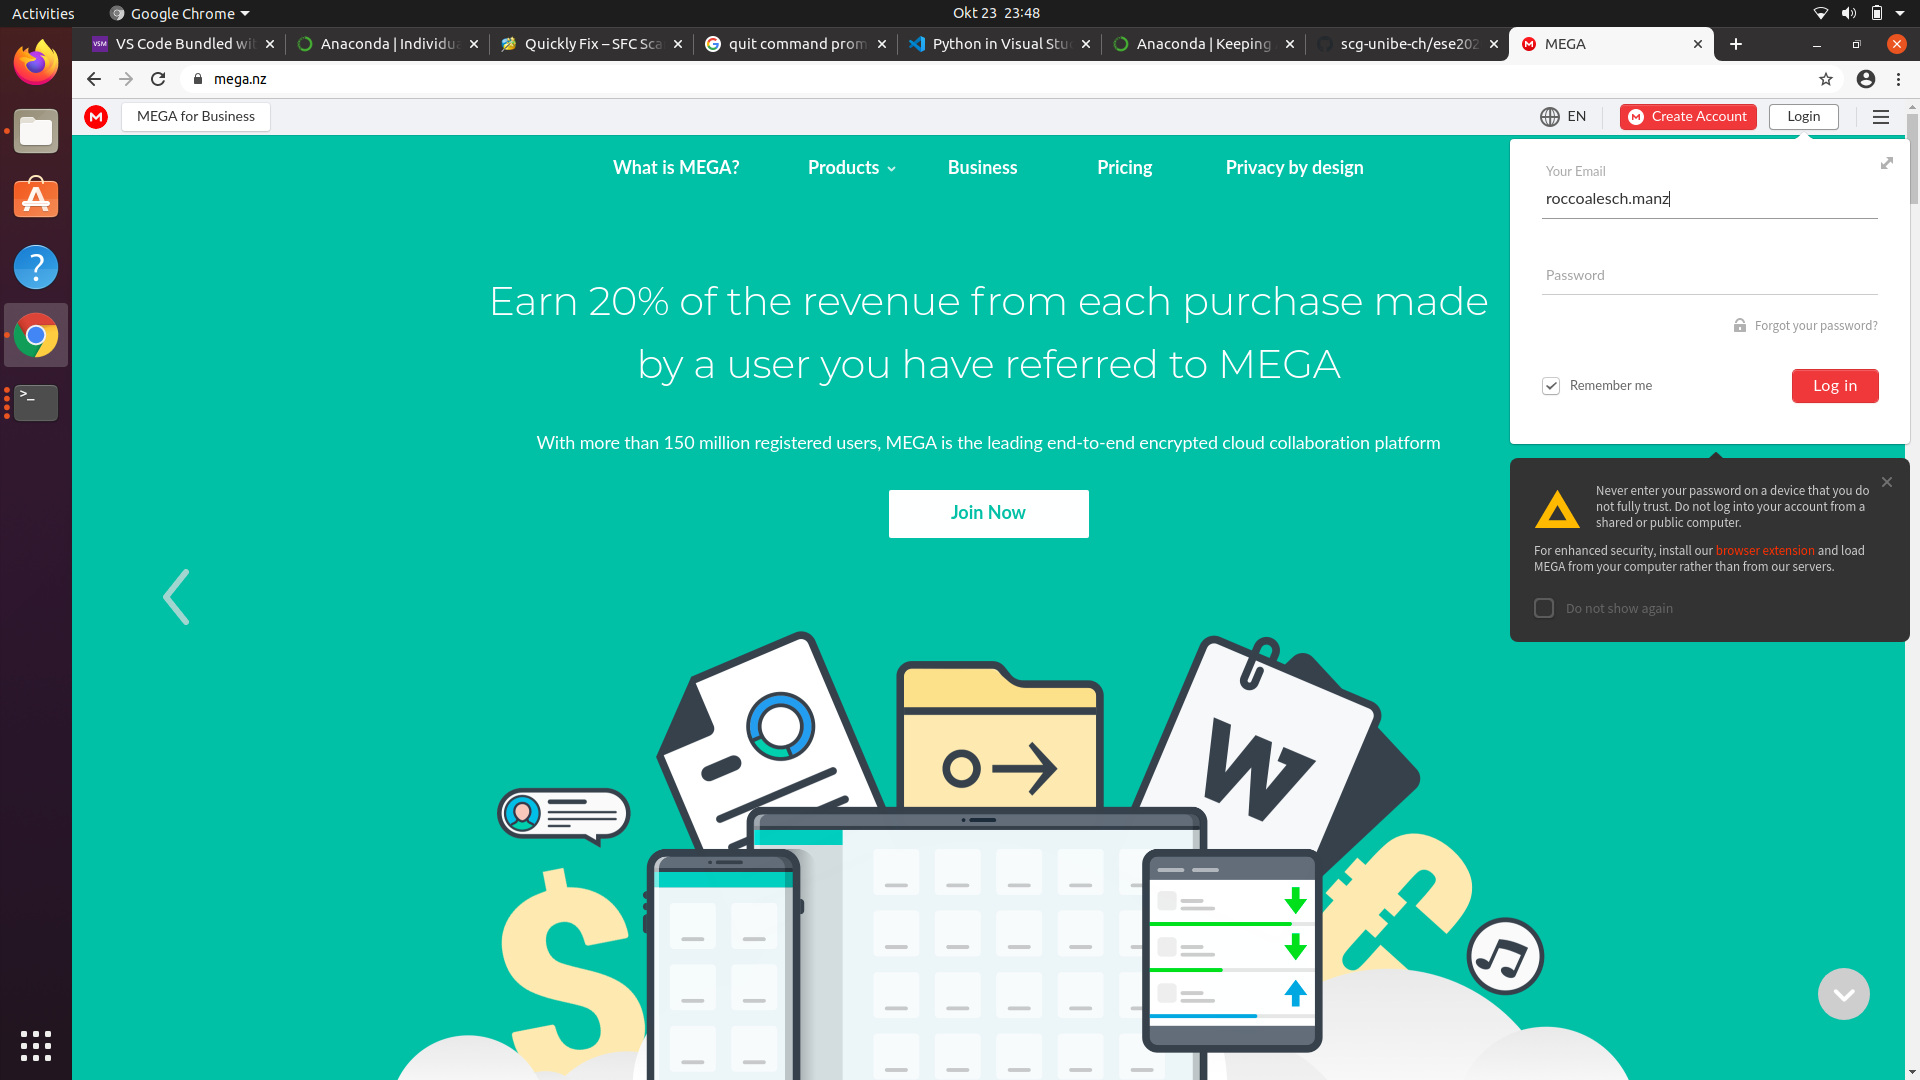 Activities
Google Chrome
Okt 23 23:48
VS Code Bundled wit
Anaconda | Individua
Quickly Fix – SFC Sca
quit command prom
Python in Visual Stud
Anaconda | Keeping
scg-unibe-ch/ese202
MEGA
mega.nz
MEGA for Business
EN
Create Account
Login
What is MEGA?
Products
Business
Pricing
Privacy by design
Your Email
roccoalesch.manz
Password
Forgot your password?
Remember me
Log in
Earn 20% of the revenue from each purchase made
by a user you have referred to MEGA
With more than 150 million registered users, MEGA is the leading end-to-end encrypted cloud collaboration platform
Join Now
Never enter your password on a device that you do
not fully trust. Do not log into your account from a
shared or public computer.
For enhanced security, install our browser extension and load
MEGA from your computer rather than from our servers.
Do not show again
W